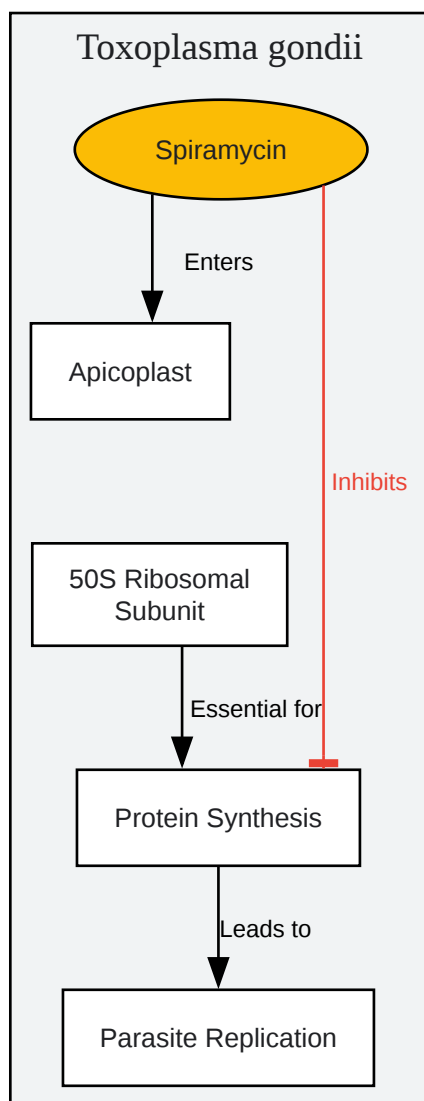 Toxoplasma gondii
Spiramycin
Enters
Apicoplast
Inhibits
50S Ribosomal
Subunit
Essential for
Protein Synthesis
Leads to
Parasite Replication